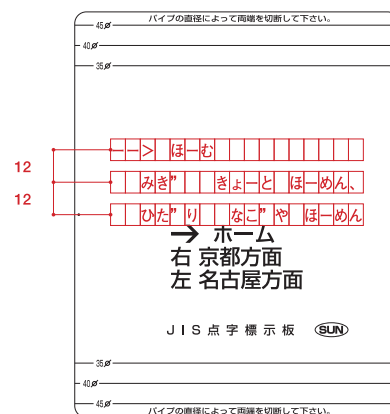 パイプの直径によって両端を切断して下さい。
45ø
40ø
35ø
ーー> ほーむ
12
みき” きょーと ほーめん、
12
ひた”り なこ”や ほーめん
→ ホーム
右 京都方面
左 名古屋方面
JIS点字標示板 SUN
35ø
40ø
45ø
パイプの直径によって両端を切断して下さい。